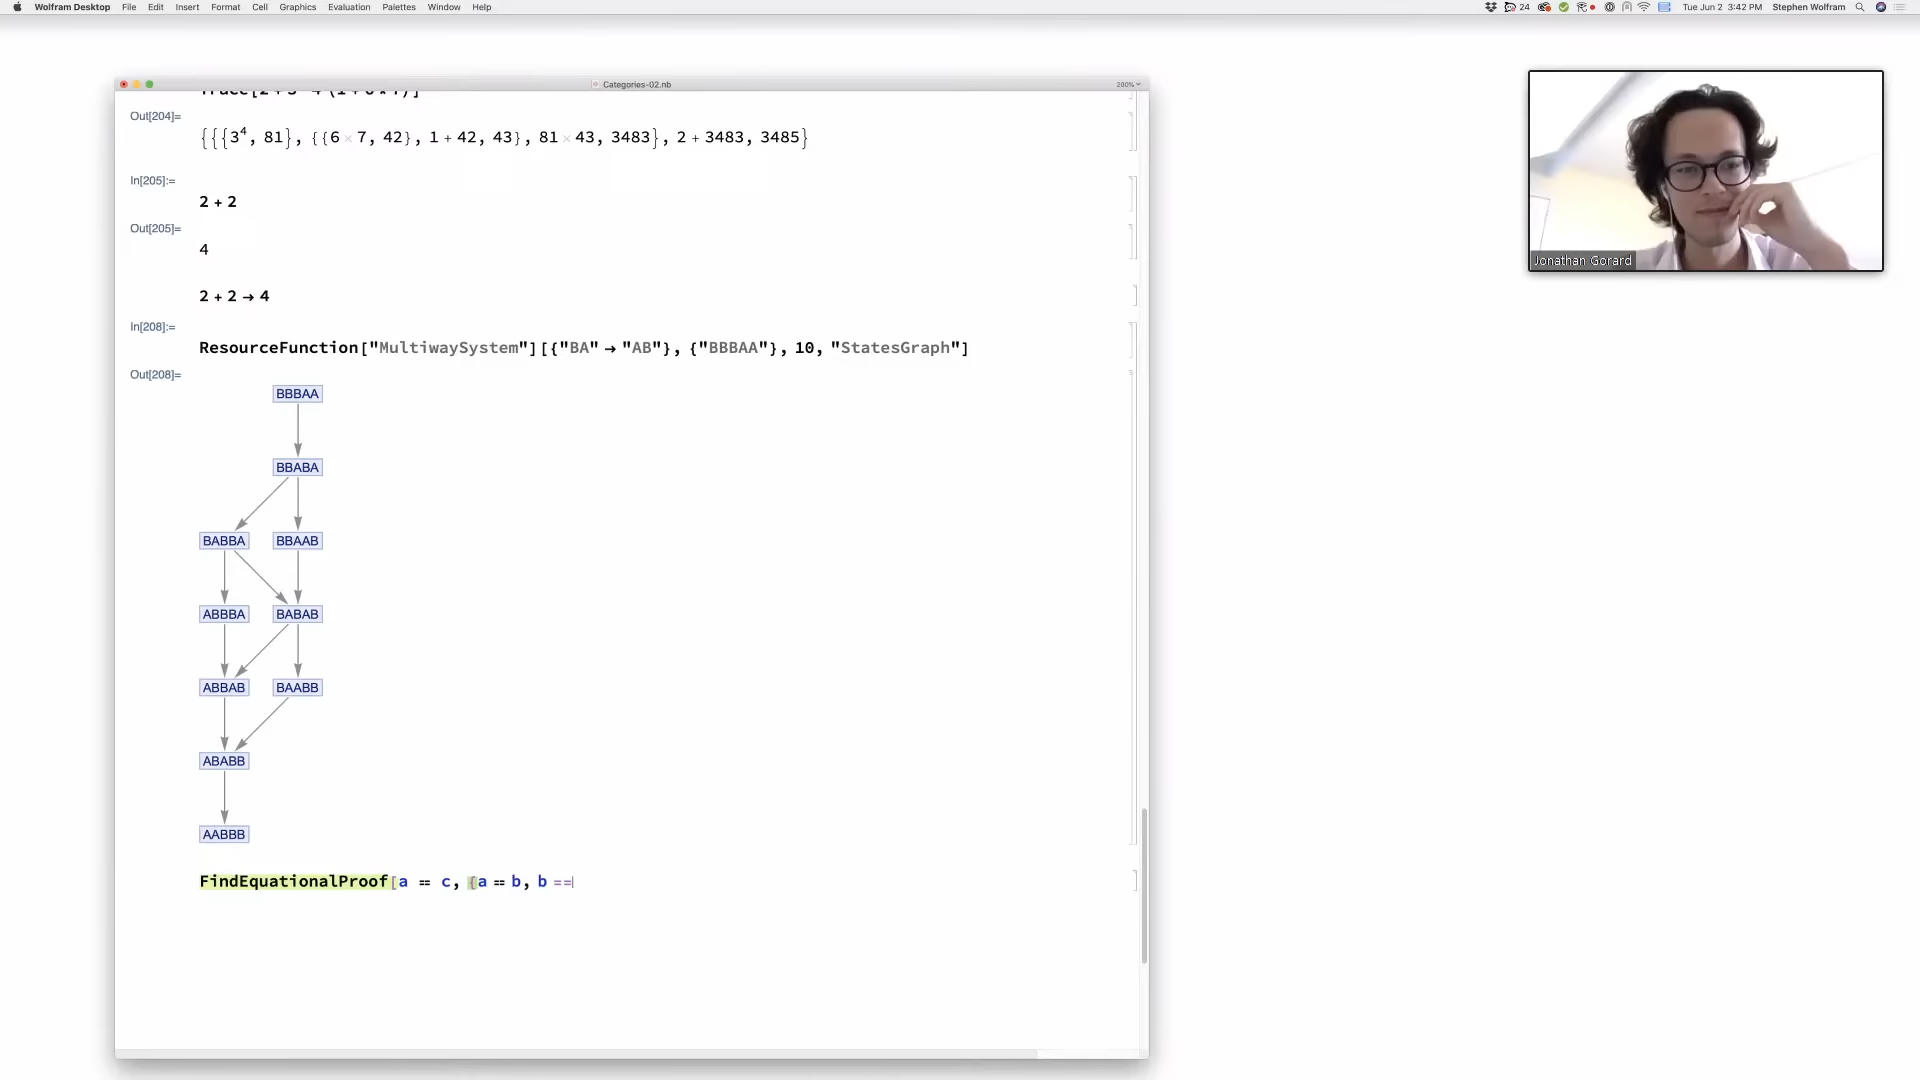 Wolfram Desktop File Edit Insert Format Cell Graphics Evaluation Palettes Window Help 24 Tue Jun 2 3:42 PM Stephen Wolfram
Categories-02.nb 200%
Out[204]=
{{{3^4, 81}, {{6 × 7, 42}, 1 + 42, 43}, 81 × 43, 3483}, 2 + 3483, 3485}
In[205]:=
2 + 2
Out[205]=
4
2 + 2 → 4
In[208]:=
ResourceFunction["MultiwaySystem"][{"BA" → "AB"}, {"BBBAA"}, 10, "StatesGraph"]
Out[208]=
BBBAA
BBABA
BABBA BBAAB
ABBBA BABAB
ABBAB BAABB
ABABB
AABBB
FindEquationalProof[a == c, {a == b, b ==
Jonathan Gorard